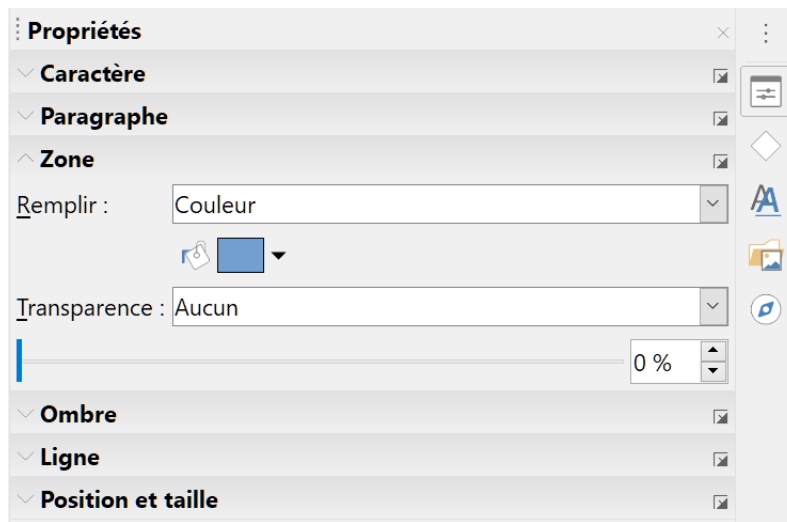 Propriétés
Caractère
Paragraphe
Zone
Remplir : Couleur
Transparence : Aucun
0 %
Ombre
Ligne
Position et taille